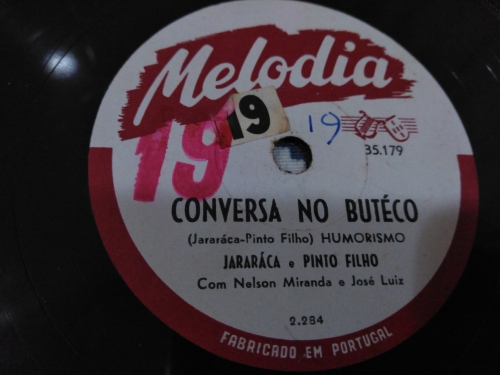 Melodia
19
19
19
35.179
CONVERSA NO BUTÉCO
(Jararáca-Pinto Filho) HUMORISMO
JARARÁCA e PINTO FILHO
Com Nelson Miranda e José Luiz
2.284
FABRICADO EM PORTUGAL